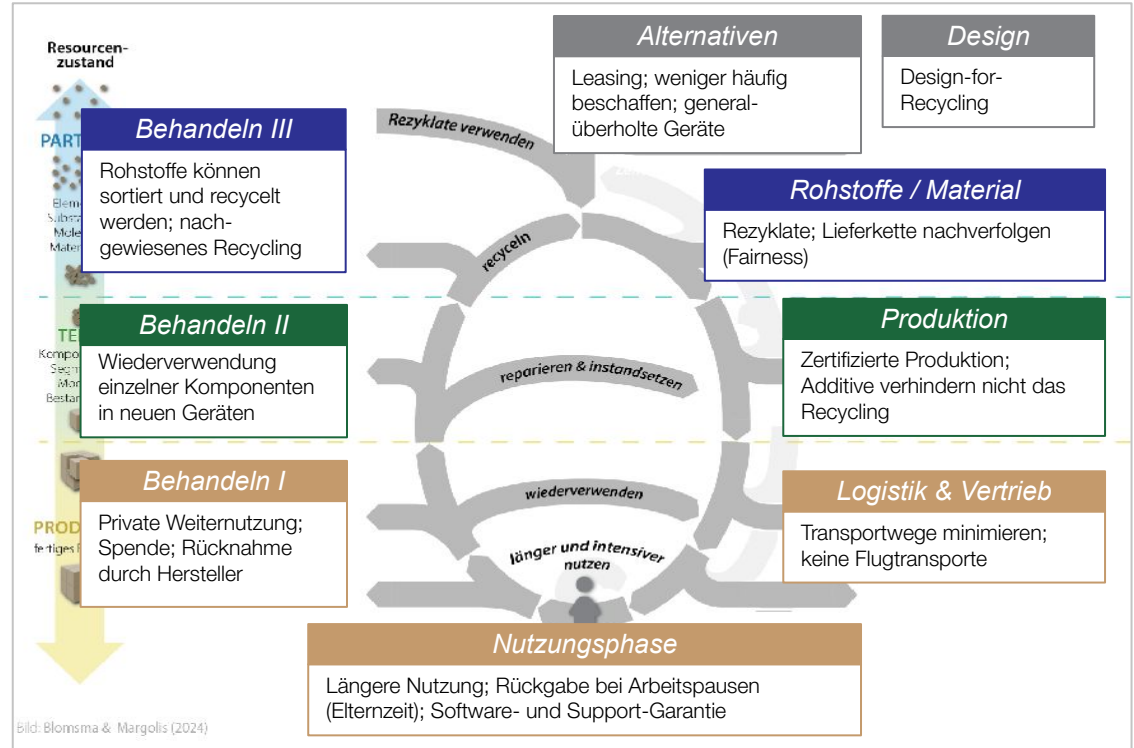 Resourcen-
zustand
Alternativen
Leasing; weniger häufig
beschaffen; general-
überholte Geräte
Design
Design-for-
Recycling
Behandeln III
Rohstoffe können
sortiert und recycelt
werden; nach-
gewiesenes Recycling
Rezyklate verwenden
Rohstoffe / Material
Rezyklate; Lieferkette nachverfolgen
(Fairness)
recyceln
Behandeln II
Wiederverwendung
einzelner Komponenten
in neuen Geräten
reparieren & instandsetzen
Produktion
Zertifizierte Produktion;
Additive verhindern nicht das
Recycling
Behandeln I
Private Weiternutzung;
Spende; Rücknahme
durch Hersteller
wiederverwenden
Logistik & Vertrieb
Transportwege minimieren;
keine Flugtransporte
länger und intensiver
nutzen
fertiges
Nutzungsphase
Längere Nutzung; Rückgabe bei Arbeitspausen
(Elternzeit); Software- und Support-Garantie
Bild: Blomsma & Margolis (2024)